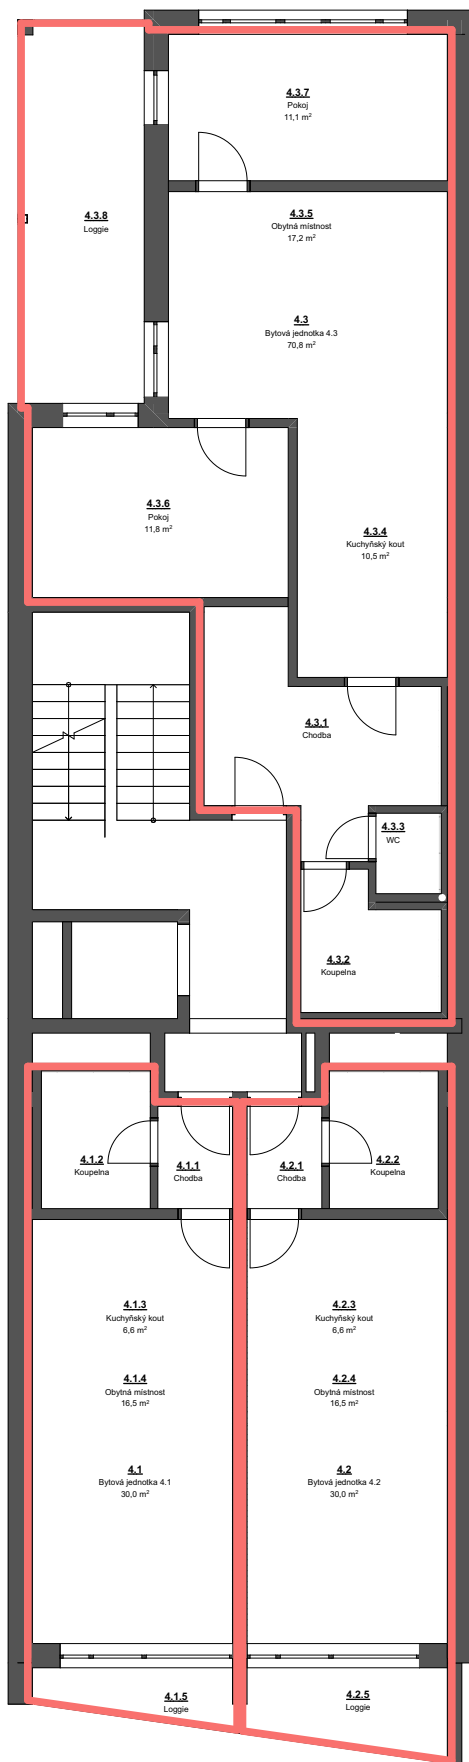 4.3.7
Pokoj
11,1 m²
4.3.8
Loggie
4.3.5
Obytná místnost
17,2 m²
4.3
Bytová jednotka 4.3
70,8 m²
4.3.6
Pokoj
11,8 m²
4.3.4
Kuchyňský kout
10,5 m²
4.3.1
Chodba
4.3.3
WC
4.3.2
Koupelna
4.1.2
Koupelna
4.1.1
Chodba
4.2.1
Chodba
4.2.2
Koupelna
4.1.3
Kuchyňský kout
6,6 m²
4.2.3
Kuchyňský kout
6,6 m²
4.1.4
Obytná místnost
16,5 m²
4.2.4
Obytná místnost
16,5 m²
4.1
Bytová jednotka 4.1
30,0 m²
4.2
Bytová jednotka 4.2
30,0 m²
4.1.5
Loggie
4.2.5
Loggie